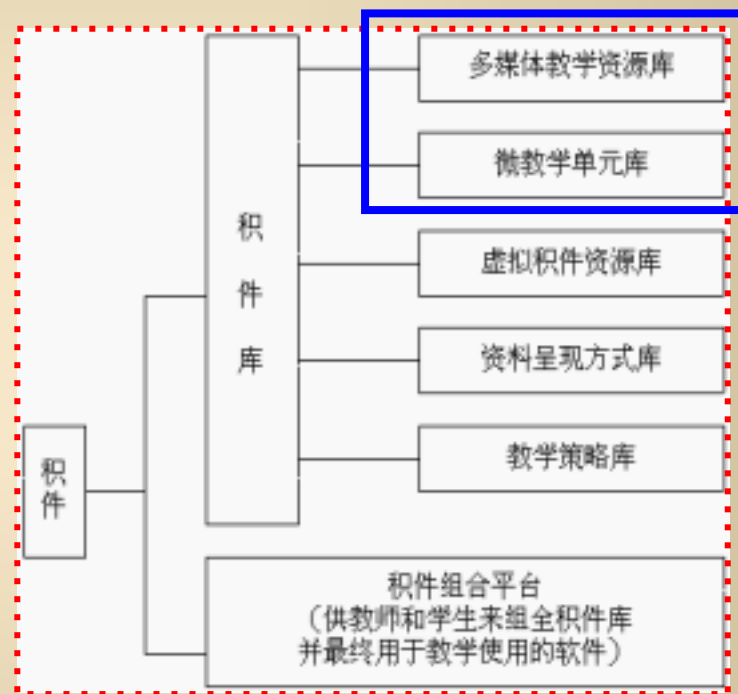 多媒体教学资源库
微教学单元库
积件库
虚拟积件资源库
资料呈现方式库
教学策略库
积件
积件组合平台
（供教师和学生来组全积件库
并最终用于教学使用的软件）